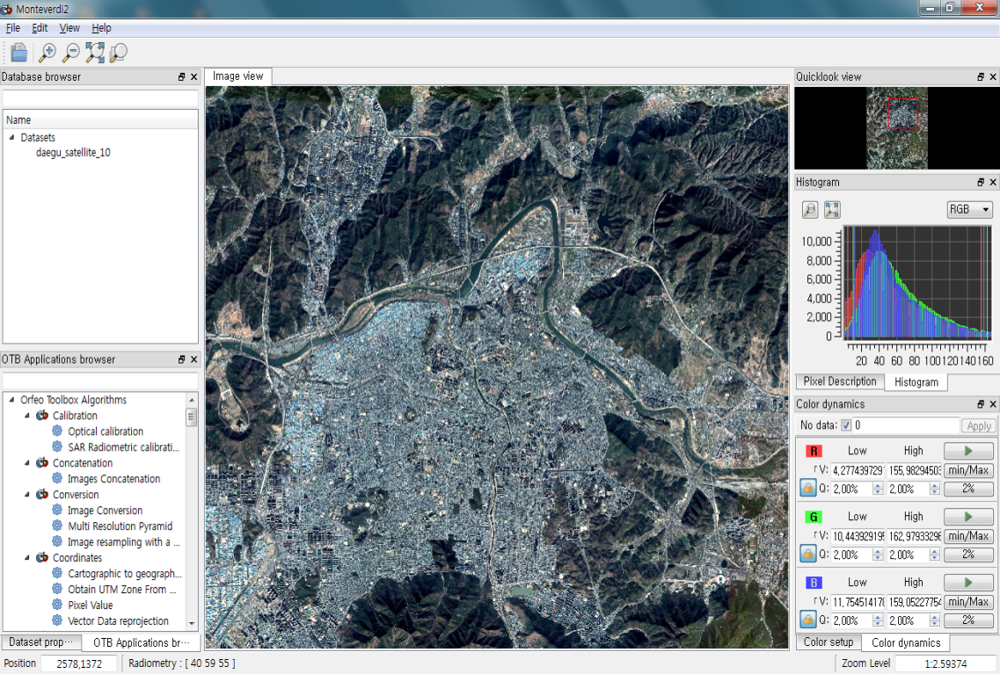 Monteverdi2
File Edit View Help
Database browser
Name
Datasets
daegu_satellite_10
OTB Applications browser
Orfeo Toolbox Algorithms
Calibration
Optical calibration
SAR Radiometric calibrati...
Concatenation
Images Concatenation
Conversion
Image Conversion
Multi Resolution Pyramid
Image resampling with a ...
Coordinates
Cartographic to geograph...
Obtain UTM Zone From ...
Pixel Value
Vector Data reprojection
Dataset prop··· OTB Applications br···
Image view
Quicklook view
Histogram
RGB
10,000
8,000
6,000
4,000
2,000
0
20 40 60 80 100 120 140 160
Pixel Description Histogram
Color dynamics
No data: 0 Apply
R Low High
V: 4,277439729 155,98294503 min/Max
Q: 2,00% 2,00% 2%
G Low High
V: 10,44392919 162,97933296 min/Max
Q: 2,00% 2,00% 2%
B Low High
V: 11,75451417 159,05227754 min/Max
Q: 2,00% 2,00% 2%
Color setup Color dynamics
Position 2578,1372 Radiometry : [ 40 59 55 ] Zoom Level 1:2.59374